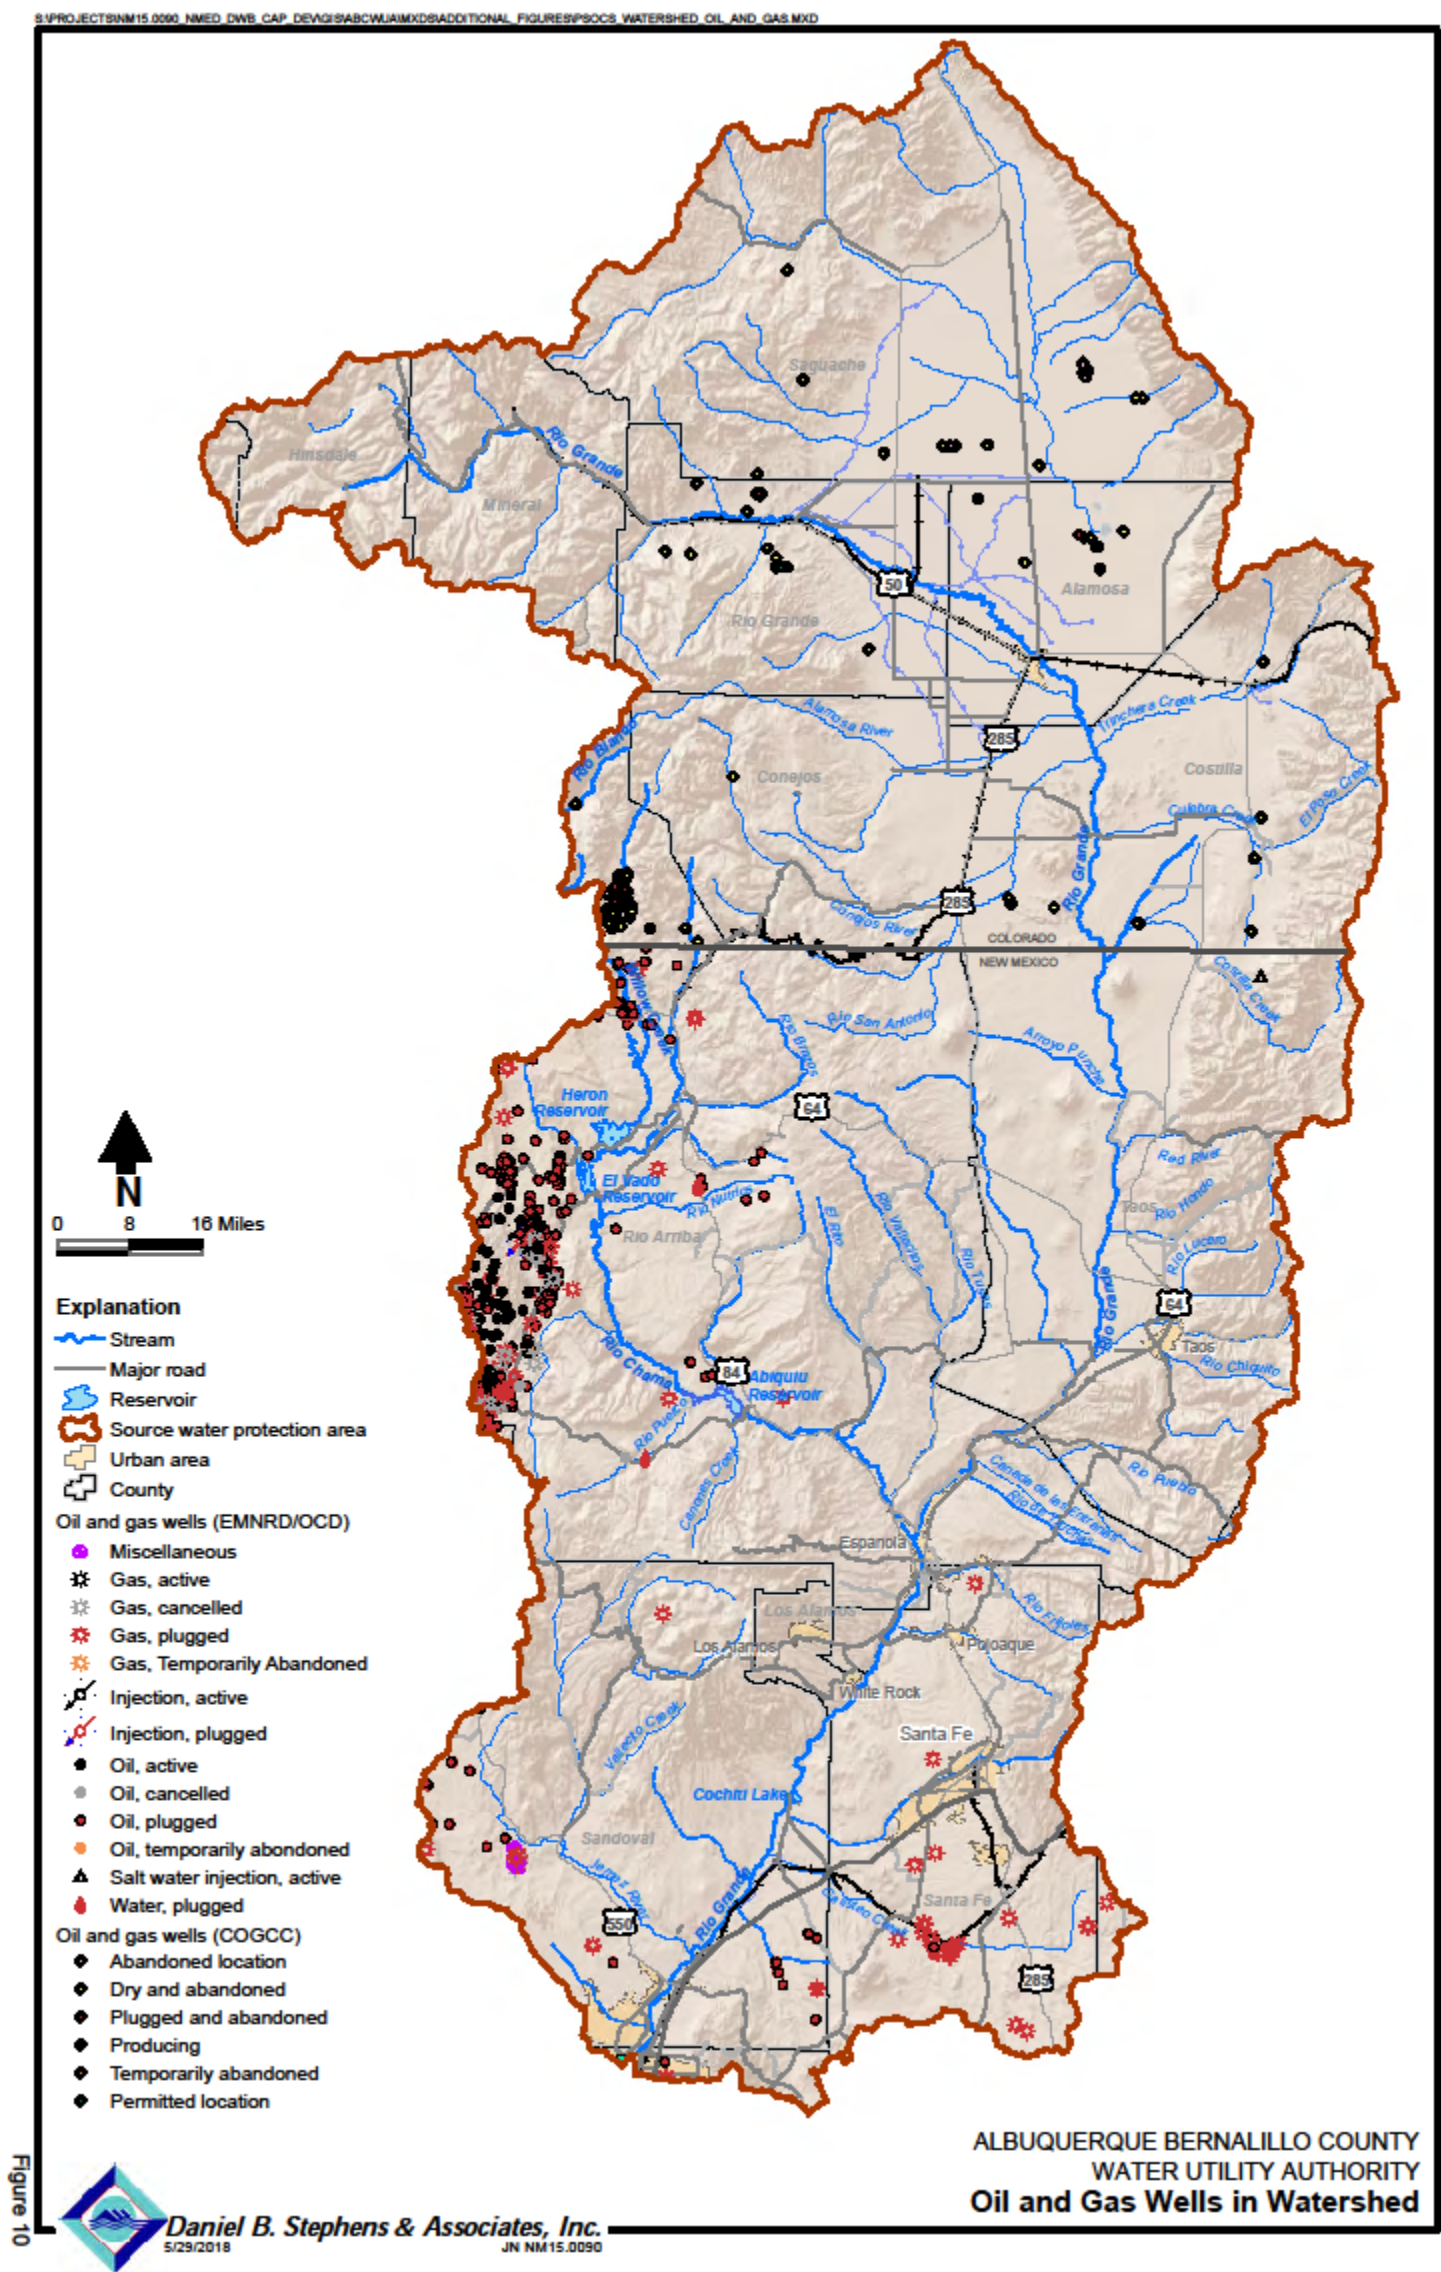 S:\PROJECTS\NM15.0090_NMED_DWB_CAP_DEV\GIS\ABCWUA\MXDS\ADDITIONAL_FIGURES\PSOCS_WATERSHED_OIL_AND_GAS.MXD
Saguache
Hinsdale
Rio Grande
Mineral
50
Alamosa
Rio Grande
Trinchera Creek
Alamosa River
285
Rio Blanco
Conejos
Costilla
El Poso Creek
Culebra Creek
Rio Grande
285
Conejos River
COLORADO
NEW MEXICO
Willow Creek
Costilla Creek
Rio San Antonio
Rio Brazos
Arroyo Punche
Heron
Reservoir
64
Red River
El Vado
Reservoir
Rio Nutrias
Taos
Rio Hondo
El Rito
Rio Vallecitos
Rio Arriba
Rio Lucero
Rio Tusas
Rio Grande
64
Taos
Rio Chama
Rio Chiquito
84
Abiquiu
Reservoir
Rio Puerco
Canones Creek
Rio Pueblo
Canada de las Entranas
Espanola
Los Alamos
Rio Frijoles
Los Alamos
Pojoaque
White Rock
Vallecito Creek
Santa Fe
Cochiti Lake
Sandoval
Jemez River
Rio Grande
Santa Fe
Galisteo Creek
550
285
N
0 8 16 Miles
Explanation
Stream
Major road
Reservoir
Source water protection area
Urban area
County
Oil and gas wells (EMNRD/OCD)
Miscellaneous
Gas, active
Gas, cancelled
Gas, plugged
Gas, Temporarily Abandoned
Injection, active
Injection, plugged
Oil, active
Oil, cancelled
Oil, plugged
Oil, temporarily abondoned
Salt water injection, active
Water, plugged
Oil and gas wells (COGCC)
Abandoned location
Dry and abandoned
Plugged and abandoned
Producing
Temporarily abandoned
Permitted location
ALBUQUERQUE BERNALILLO COUNTY
WATER UTILITY AUTHORITY
Oil and Gas Wells in Watershed
Figure 10
Daniel B. Stephens & Associates, Inc.
5/29/2018 JN NM15.0090